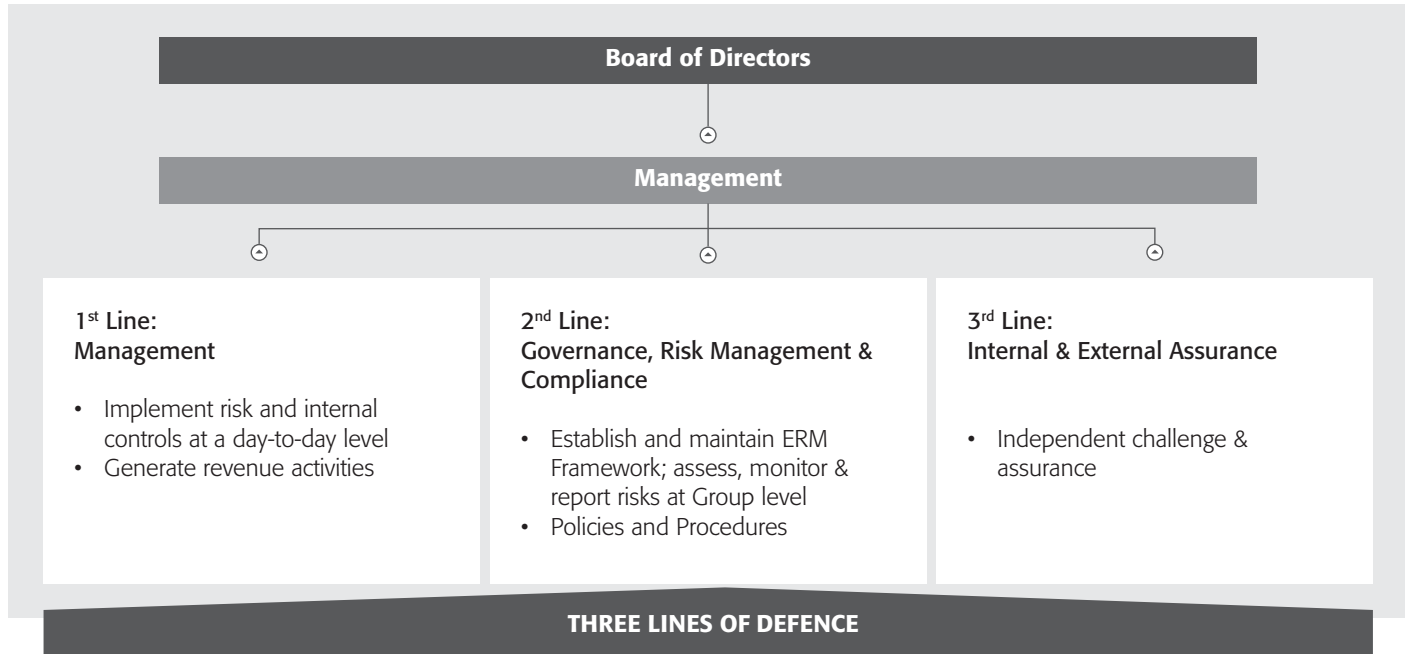 Board of Directors
Management
1st Line:
Management
• Implement risk and internal
controls at a day-to-day level
• Generate revenue activities
2nd Line:
Governance, Risk Management &
Compliance
• Establish and maintain ERM
Framework; assess, monitor &
report risks at Group level
• Policies and Procedures
3rd Line:
Internal & External Assurance
• Independent challenge &
assurance
THREE LINES OF DEFENCE